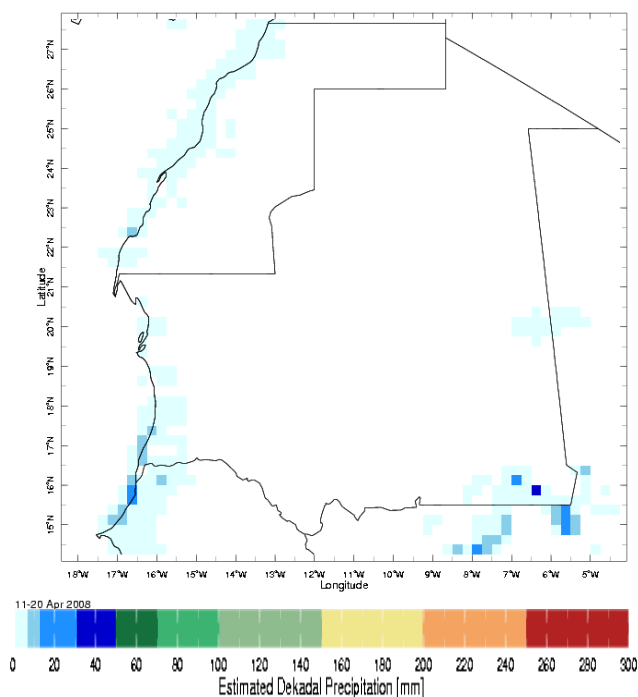 27°N
26°N
25°N
24°N
23°N
22°N
21°N
20°N
19°N
18°N
17°N
16°N
15°N
Latitude
18°W 17°W 16°W 15°W 14°W 13°W 12°W 11°W 10°W 9°W 8°W 7°W 6°W 5°W
Longitude
11-20 Apr 2008
0 20 40 60 80 100 120 140 160 180 200 220 240 260 280 300
Estimated Dekadal Precipitation [mm]